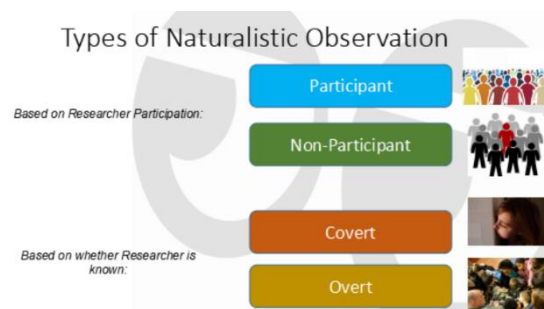 Types of Naturalistic Observation
Participant
Based on Researcher Participation:
Non-Participant
Covert
Based on whether Researcher is
known:
Overt